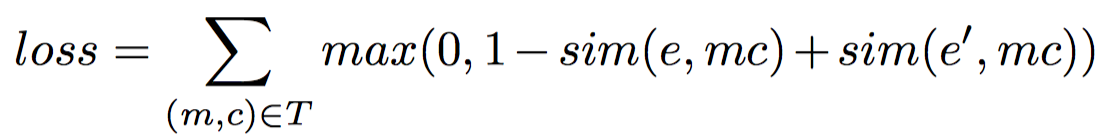 loss = ∑ max(0, 1 − sim(e, mc) + sim(e′, mc))
(m,c)∈T